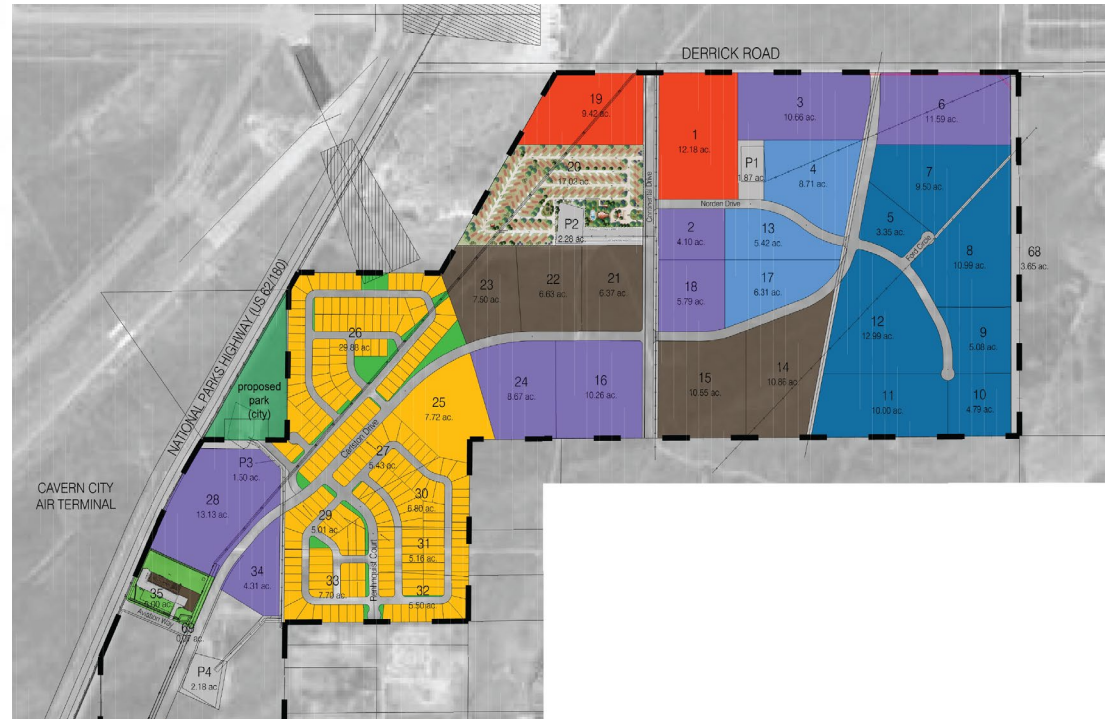 DERRICK ROAD
19
9.42 ac.
1
12.18 ac.
3
10.66 ac.
6
11.59 ac.
20
17.02 ac.
P1
1.87 ac.
4
8.71 ac.
7
9.50 ac.
Norden Drive
P2
2.28 ac.
2
4.10 ac.
13
5.42 ac.
5
3.35 ac.
Ford Circle
8
10.99 ac.
68
3.65 ac.
23
7.50 ac.
22
6.63 ac.
21
6.37 ac.
18
5.79 ac.
17
6.31 ac.
NATIONAL PARKS HIGHWAY (US 62/180)
26
29.88 ac.
12
12.99 ac.
9
5.08 ac.
proposed
park
(city)
25
7.72 ac.
24
8.67 ac.
16
10.26 ac.
15
10.55 ac.
14
10.86 ac.
11
10.00 ac.
10
4.79 ac.
Carlston Drive
27
5.43 ac.
P3
1.50 ac.
CAVERN CITY
AIR TERMINAL
28
13.13 ac.
30
6.80 ac.
29
5.01 ac.
31
5.16 ac.
34
4.31 ac.
33
7.70 ac.
32
5.50 ac.
35
Aviation Way
69
P4
2.18 ac.